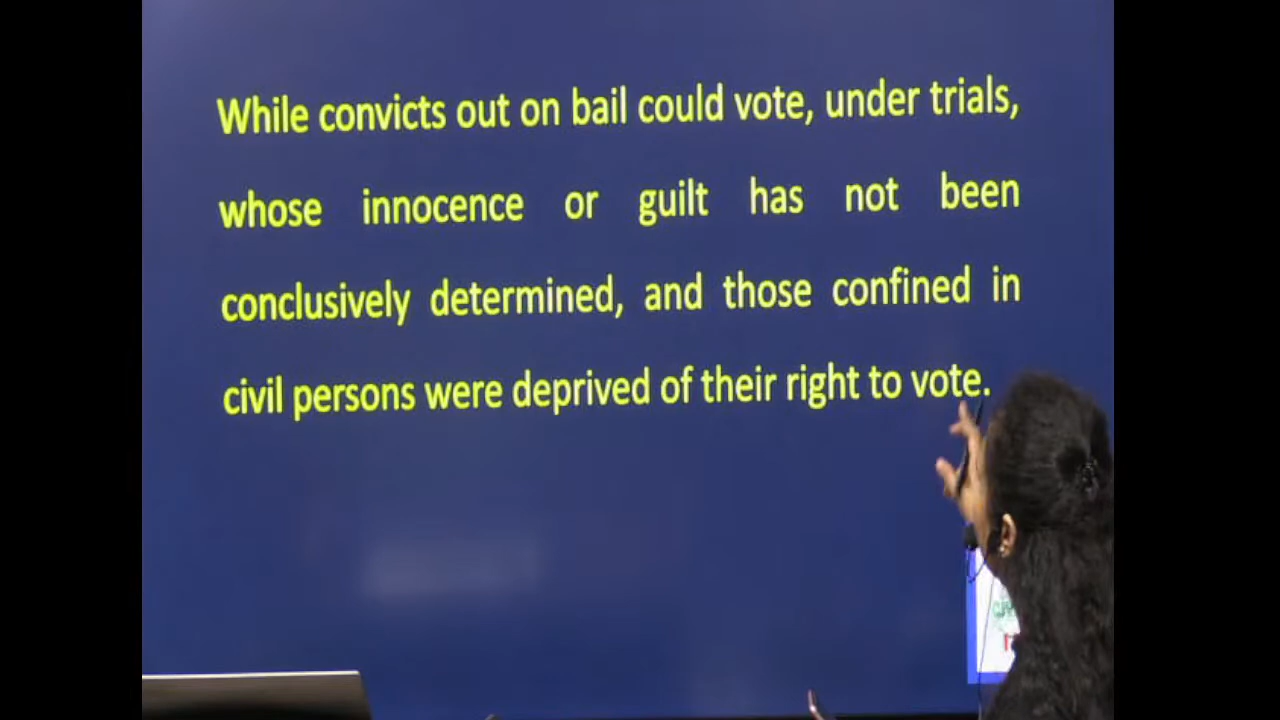 While convicts out on bail could vote, under trials,
whose innocence or guilt has not been
conclusively determined, and those confined in
civil persons were deprived of their right to vote.